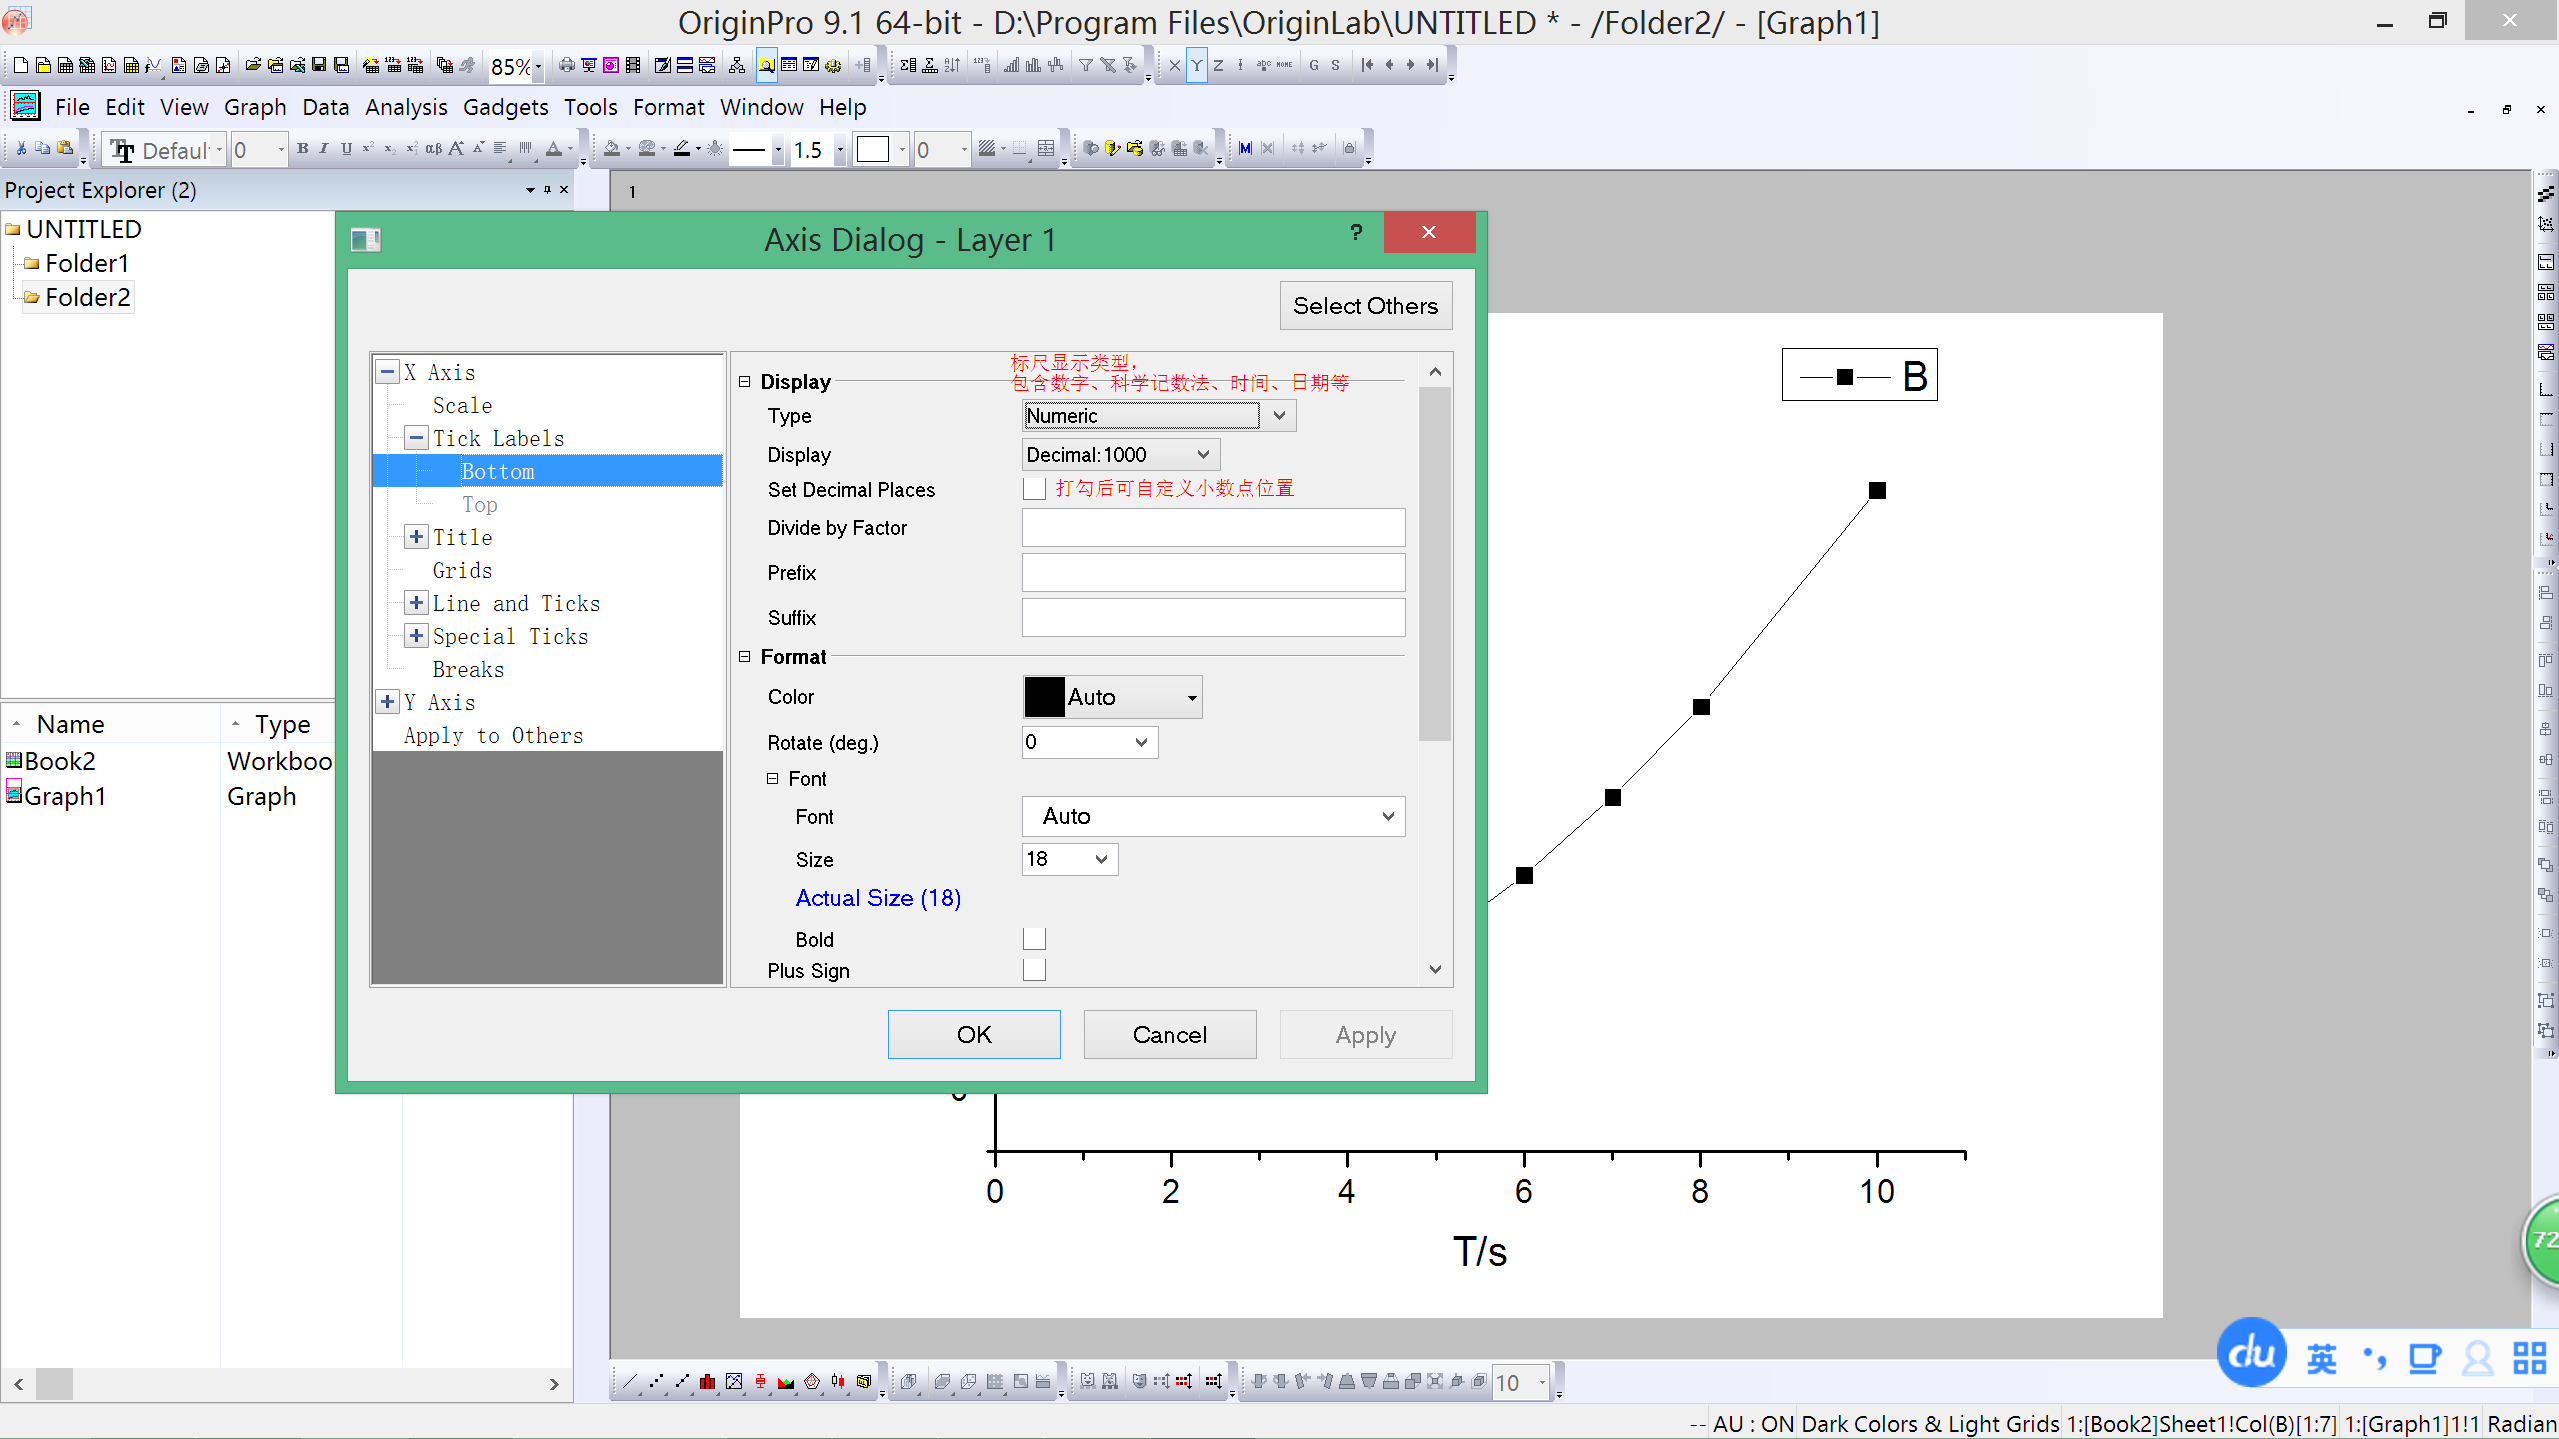 OriginPro 9.1 64-bit - D:\Program Files\OriginLab\UNTITLED * - /Folder2/ - [Graph1]
85%
X Y Z
G S
File Edit View Graph Data Analysis Gadgets Tools Format Window Help
Defaul 0 B I U αβ A A
1.5
0
Project Explorer (2)
1
UNTITLED
Folder1
Folder2
Name Type
Book2 Workboo
Graph1 Graph
Axis Dialog - Layer 1
?
Select Others
X Axis
Scale
Tick Labels
Bottom
Top
Title
Grids
Line and Ticks
Special Ticks
Breaks
Y Axis
Apply to Others
标尺显示类型,
包含数字、科学记数法、时间、日期等
Display
Type Numeric
Display Decimal:1000
Set Decimal Places 打勾后可自定义小数点位置
Divide by Factor
Prefix
Suffix
Format
Color Auto
Rotate (deg.) 0
Font
Font Auto
Size 18
Actual Size (18)
Bold
Plus Sign
OK Cancel Apply
B
0 2 4 6 8 10
T/s
72
du 英
10
-- AU : ON Dark Colors & Light Grids 1:[Book2]Sheet1!Col(B)[1:7] 1:[Graph1]1!1 Radian